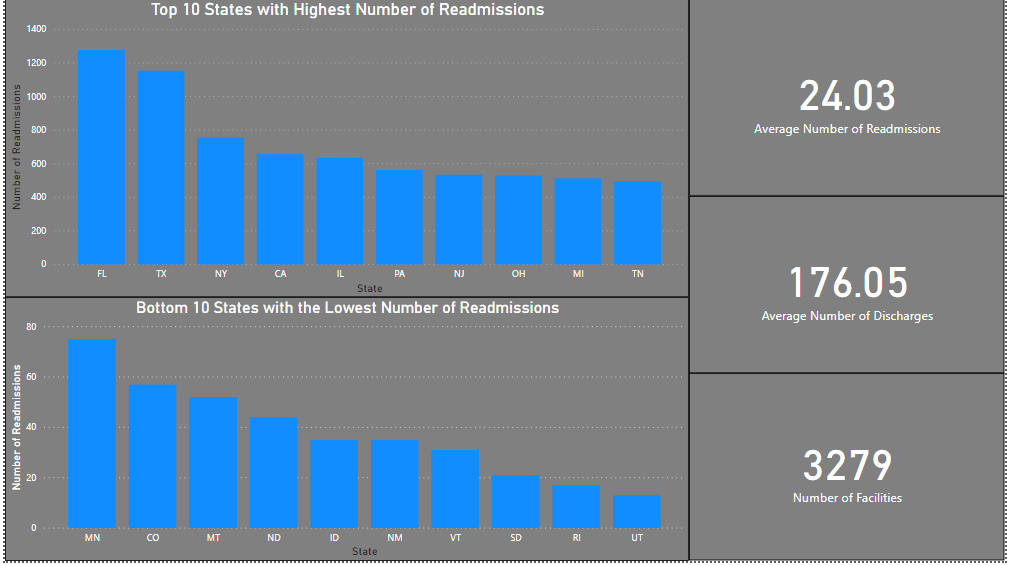 Top 10 States with Highest Number of Readmissions
Number of Readmissions
1400
1200
1000
800
600
400
200
0
FL TX NY CA IL PA NJ OH MI TN
State
Bottom 10 States with the Lowest Number of Readmissions
Number of Readmissions
80
60
40
20
0
MN CO MT ND ID NM VT SD RI UT
State
24.03
Average Number of Readmissions
176.05
Average Number of Discharges
3279
Number of Facilities